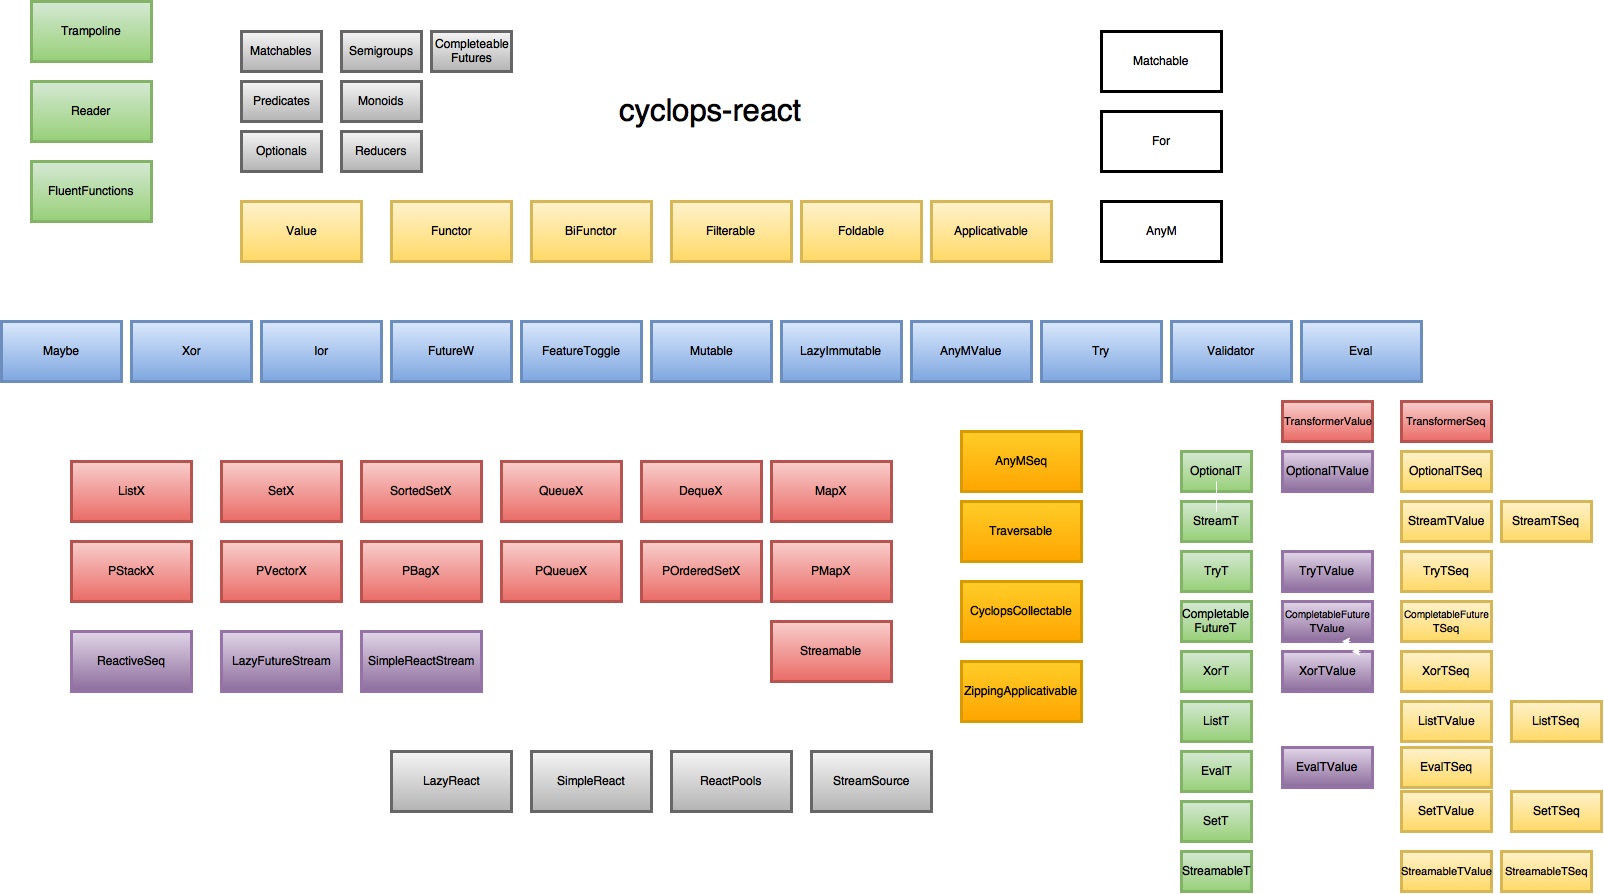 Trampoline
Reader
FluentFunctions
Matchables
Semigroups
Completeable
Futures
Predicates
Monoids
Optionals
Reducers
cyclops-react
Matchable
For
AnyM
Value
Functor
BiFunctor
Filterable
Foldable
Applicativable
Maybe
Xor
Ior
FutureW
FeatureToggle
Mutable
LazyImmutable
AnyMValue
Try
Validator
Eval
ListX
SetX
SortedSetX
QueueX
DequeX
MapX
PStackX
PVectorX
PBagX
PQueueX
POrderedSetX
PMapX
ReactiveSeq
LazyFutureStream
SimpleReactStream
Streamable
LazyReact
SimpleReact
ReactPools
StreamSource
AnyMSeq
Traversable
CyclopsCollectable
ZippingApplicativable
TransformerValue
TransformerSeq
OptionalT
OptionalTValue
OptionalTSeq
StreamT
StreamTValue
StreamTSeq
TryT
TryTValue
TryTSeq
Completable
FutureT
CompletableFuture
TValue
CompletableFuture
TSeq
XorT
XorTValue
XorTSeq
ListT
ListTValue
ListTSeq
EvalT
EvalTValue
EvalTSeq
SetT
SetTValue
SetTSeq
StreamableT
StreamableTValue
StreamableTSeq